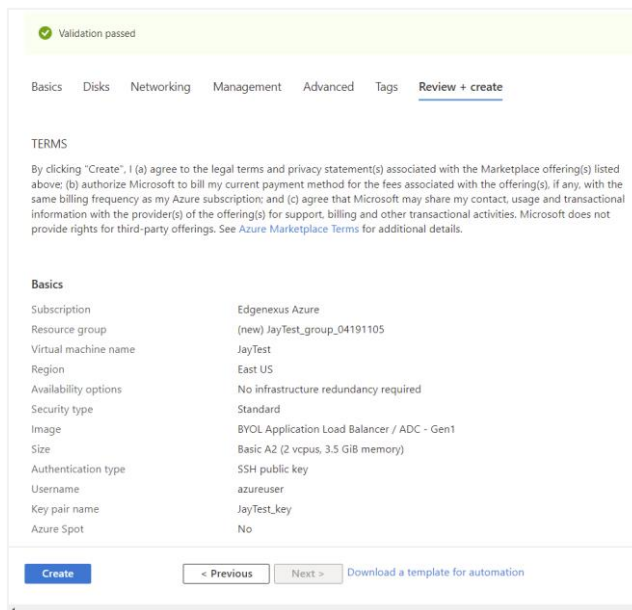 Validation passed
Basics Disks Networking Management Advanced Tags Review + create
TERMS
By clicking "Create", I (a) agree to the legal terms and privacy statement(s) associated with the Marketplace offering(s) listed
above; (b) authorize Microsoft to bill my current payment method for the fees associated with the offering(s), if any, with the
same billing frequency as my Azure subscription; and (c) agree that Microsoft may share my contact, usage and transactional
information with the provider(s) of the offering(s) for support, billing and other transactional activities. Microsoft does not
provide rights for third-party offerings. See Azure Marketplace Terms for additional details.
Basics
Subscription Edgenexus Azure
Resource group (new) JayTest_group_04191105
Virtual machine name JayTest
Region East US
Availability options No infrastructure redundancy required
Security type Standard
Image BYOL Application Load Balancer / ADC - Gen1
Size Basic A2 (2 vcpus, 3.5 GiB memory)
Authentication type SSH public key
Username azureuser
Key pair name JayTest_key
Azure Spot No
Create < Previous Next > Download a template for automation